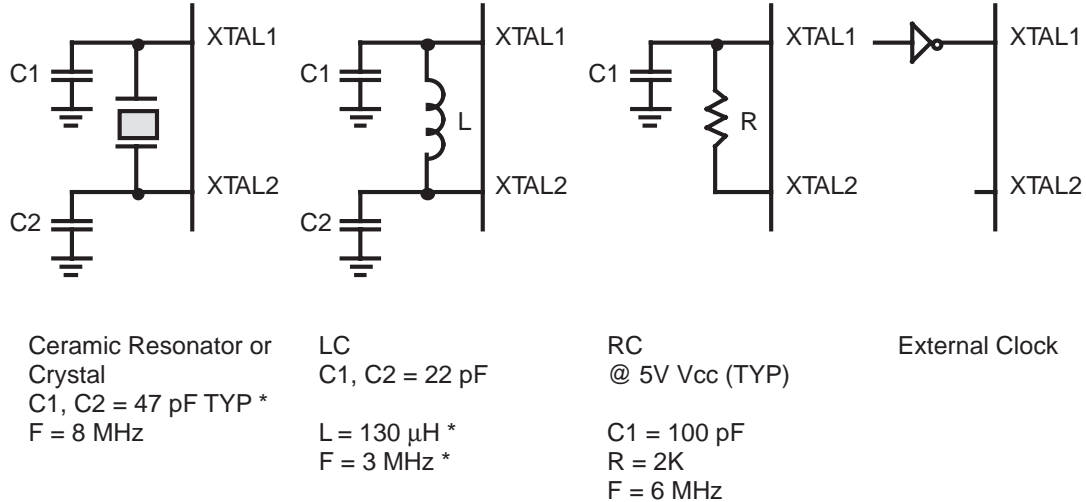 XTAL1
C1
XTAL2
C2
XTAL1
C1
L
XTAL2
C2
XTAL1
C1
R
XTAL2
XTAL1
XTAL2
Ceramic Resonator or
Crystal
C1, C2 = 47 pF TYP *
F = 8 MHz
LC
C1, C2 = 22 pF
L = 130 μH *
F = 3 MHz *
RC
@ 5V Vcc (TYP)
C1 = 100 pF
R = 2K
F = 6 MHz
External Clock